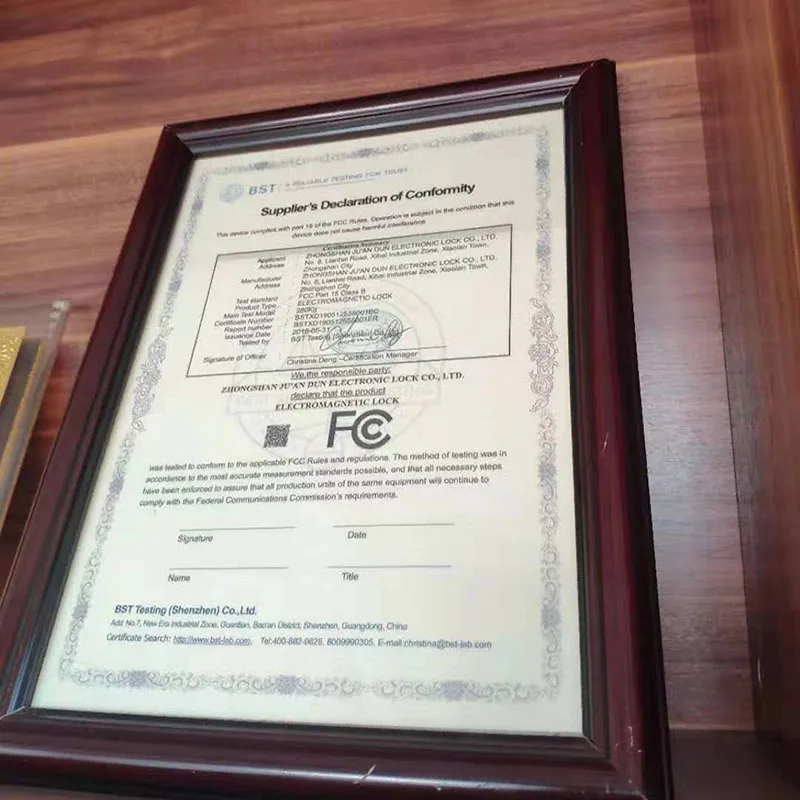 BST A RELIABLE TESTING FOR TRUST
Supplier's Declaration of Conformity
This device complies with part 15 of the FCC Rules. Operation is subject to the condition that this
device does not cause harmful interference
Certification Summary
Applicant ZHONGSHAN JU'AN DUN ELECTRONIC LOCK CO., LTD.
Address No. 6, Lianhei Road, Xihai Industrial Zone, Xiaolan Town,
Zhongshan City
Manufacturer ZHONGSHAN JU'AN DUN ELECTRONIC LOCK CO., LTD.
Address No. 6, Lianhei Road, Xihai Industrial Zone, Xiaolan Town,
Zhongshan City
Test standard FCC Part 15 Class B
Product Type ELECTROMAGNETIC LOCK
Main Test Model 280Kg
Certificate Number
Report number
Issuance Date
Tested by BST Testing (Shenzhen) Co., Ltd.
Signature of Officer Christina Deng –Certification Manager
We,the responsible party:
ZHONGSHAN JU'AN DUN ELECTRONIC LOCK CO., LTD.
declare that the product
ELECTROMAGNETIC LOCK
FCC
was tested to conform to the applicable FCC Rules and regulations. The method of testing was in
accordance to the most accurate measurement standards possible, and that all necessary steps
have been enforced to assure that all production units of the same equipment will continue to
comply with the Federal Communications Commission's requirements.
Signature Date
Name Title
BST Testing (Shenzhen) Co.,Ltd.
Add: No.7, New Era Industrial Zone, Guantian, Bao'an District, Shenzhen, Guangdong, China
Certificate Search: http://www.bst-lab.com, Tel:400-882-0628, 8009990305, E-mail:christina@bst-lab.com